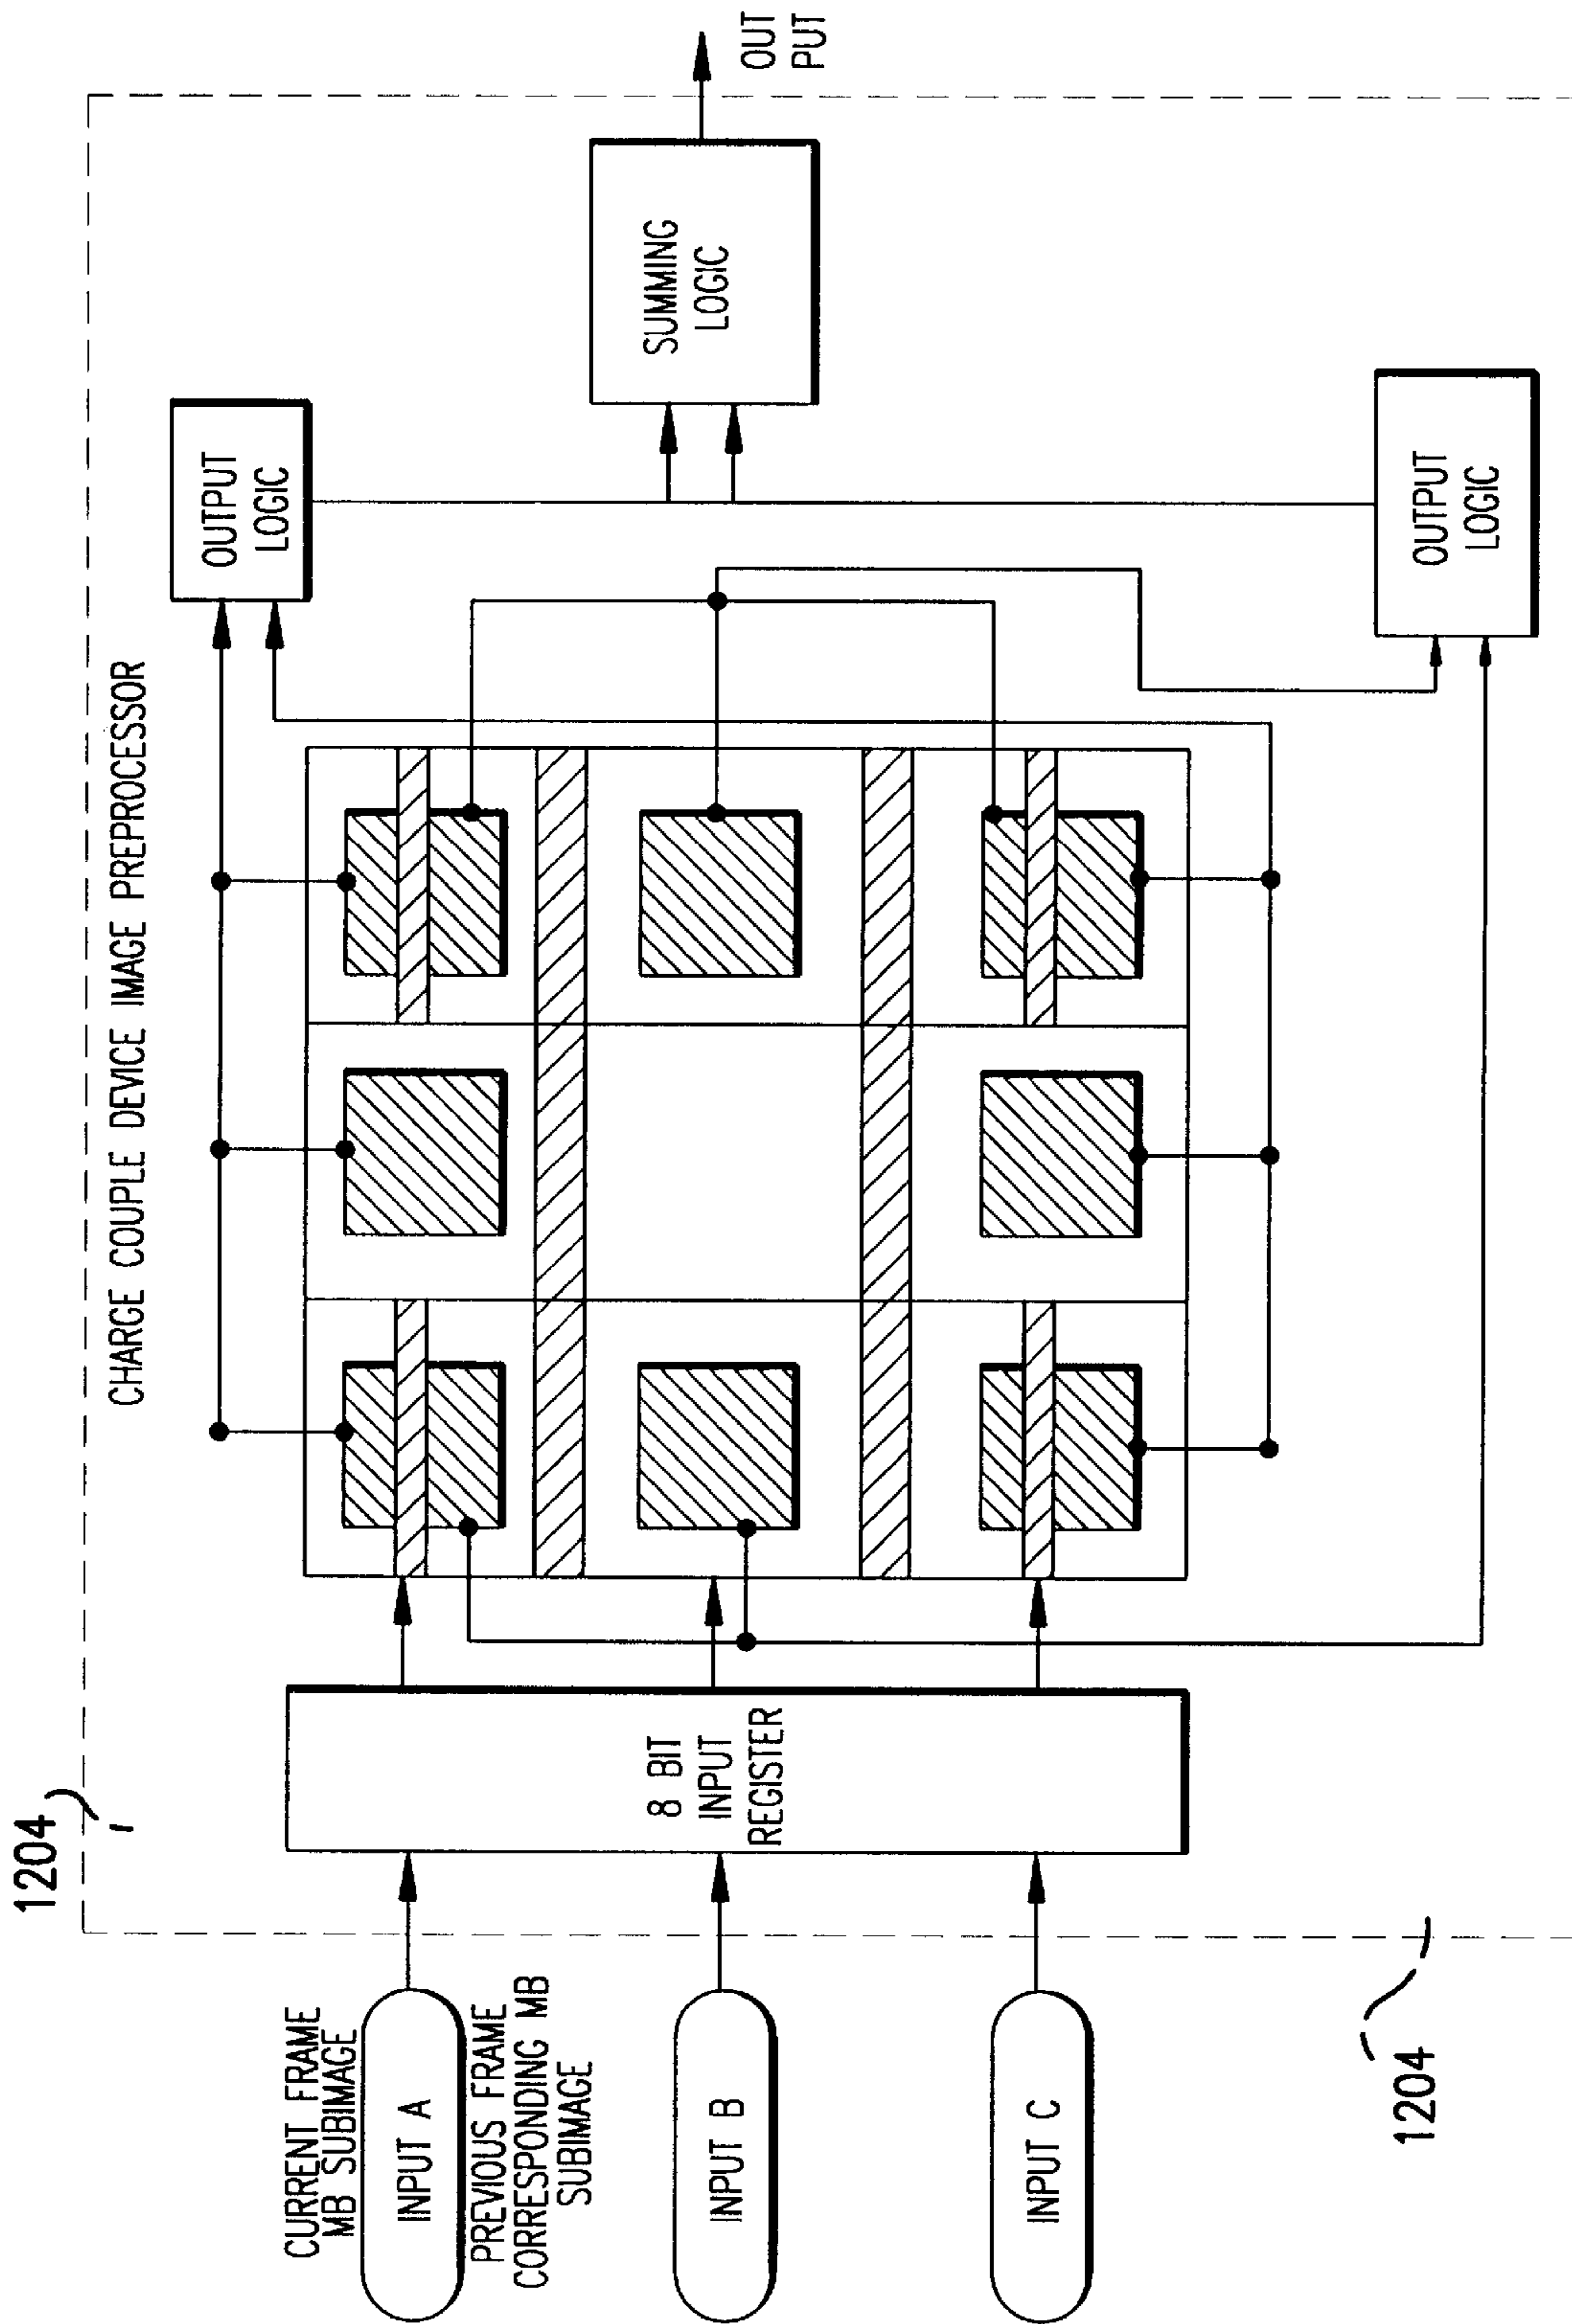 1204
CHARGE COUPLE DEVICE IMAGE PREPROCESSOR
CURRENT FRAME
MB SUBIMAGE
INPUT A
PREVIOUS FRAME
CORRESPONDING MB
SUBIMAGE
INPUT B
INPUT C
8 BIT
INPUT
REGISTER
OUTPUT
LOGIC
SUMMING
LOGIC
OUT
PUT
OUTPUT
LOGIC
1204